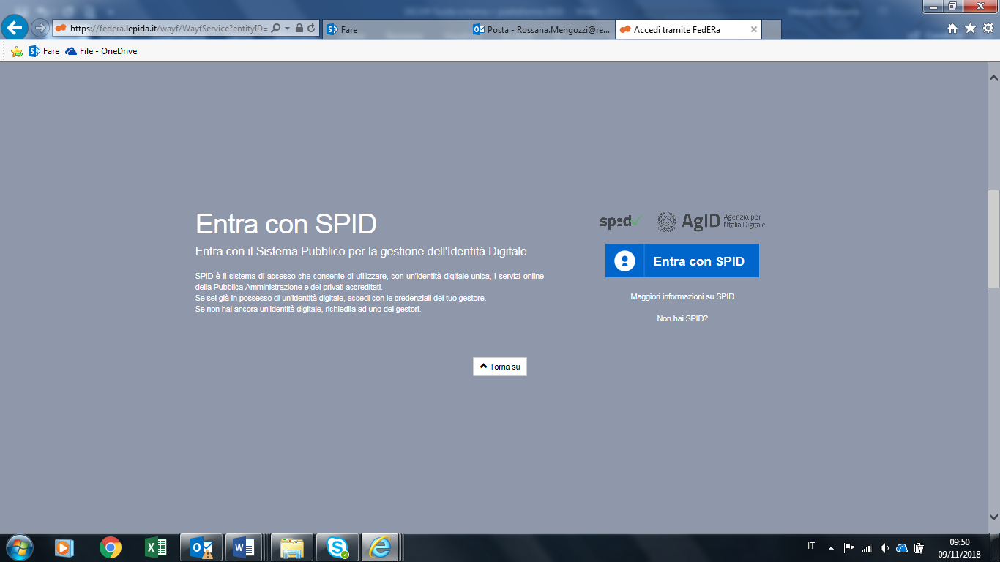 https://federa.lepida.it/wayf/WayfService?entityID=
Fare
Posta - Rossana.Mengozzi@re...
Accedi tramite FedERa
Fare
File - OneDrive
Entra con SPID
Entra con il Sistema Pubblico per la gestione dell'Identità Digitale
SPID è il sistema di accesso che consente di utilizzare, con un'identità digitale unica, i servizi online
della Pubblica Amministrazione e dei privati accreditati.
Se sei già in possesso di un'identità digitale, accedi con le credenziali del tuo gestore.
Se non hai ancora un'identità digitale, richiedila ad uno dei gestori.
spid
AgID
Agenzia per
l'Italia Digitale
Entra con SPID
Maggiori informazioni su SPID
Non hai SPID?
Torna su
IT
09:50
09/11/2018